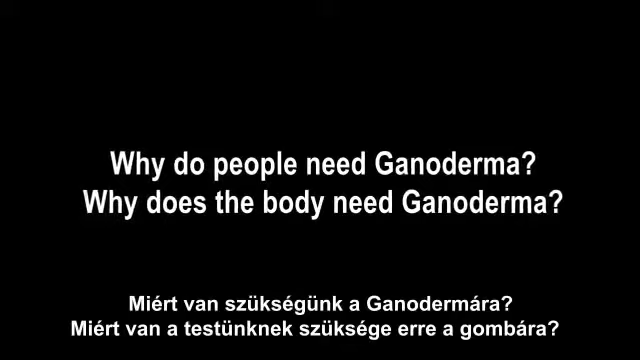 Why do people need Ganoderma?
Why does the body need Ganoderma?
Miért van szükségünk a Ganodermára?
Miért van a testünknek szüksége erre a gombára?